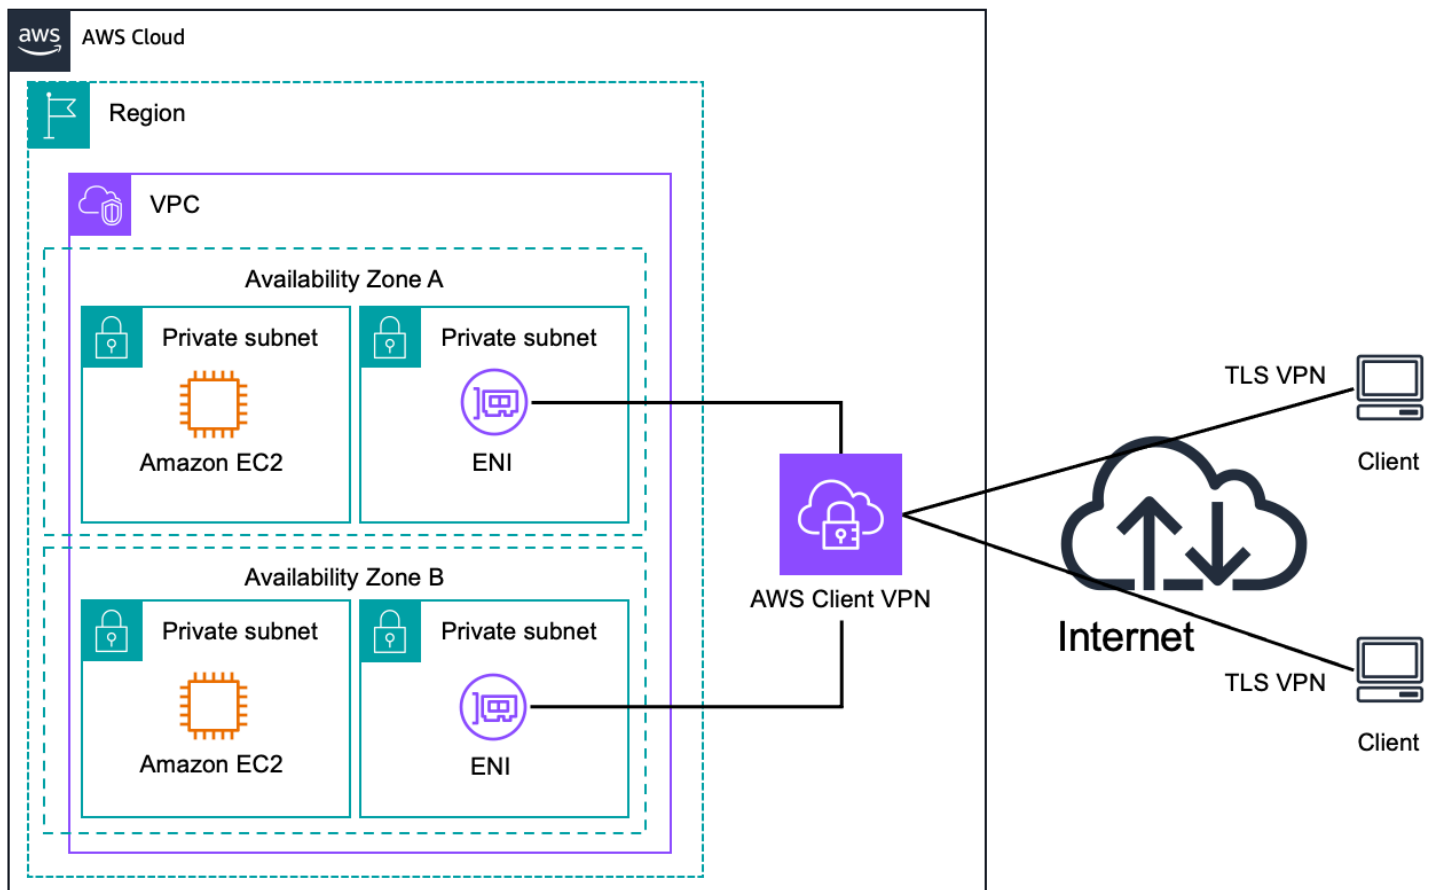 aws
AWS Cloud
Region
VPC
Availability Zone A
Private subnet
Private subnet
Amazon EC2
ENI
Availability Zone B
Private subnet
Private subnet
Amazon EC2
ENI
AWS Client VPN
TLS VPN
Client
Internet
TLS VPN
Client